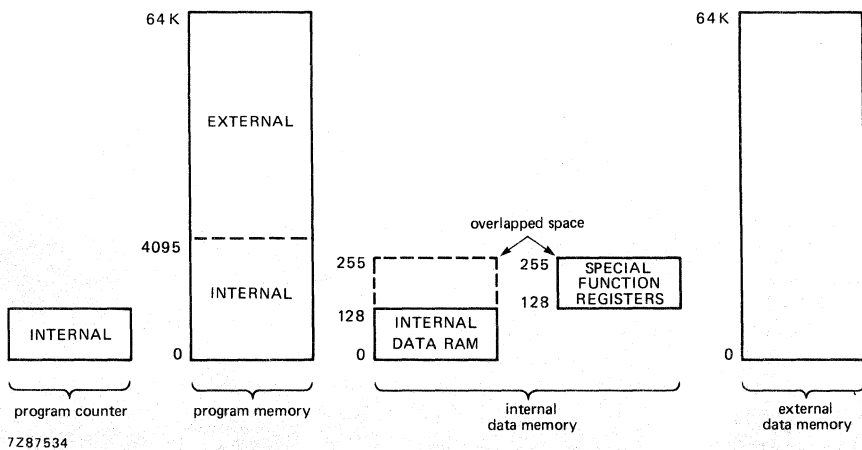 64 K
64K
EXTERNAL
overlapped space
4095
255
255
SPECIAL
FUNCTION
REGISTERS
INTERNAL
128
128
INTERNAL
INTERNAL
DATA RAM
0
0
0
program counter
program memory
internal
data memory
external
data memory
7Z87534